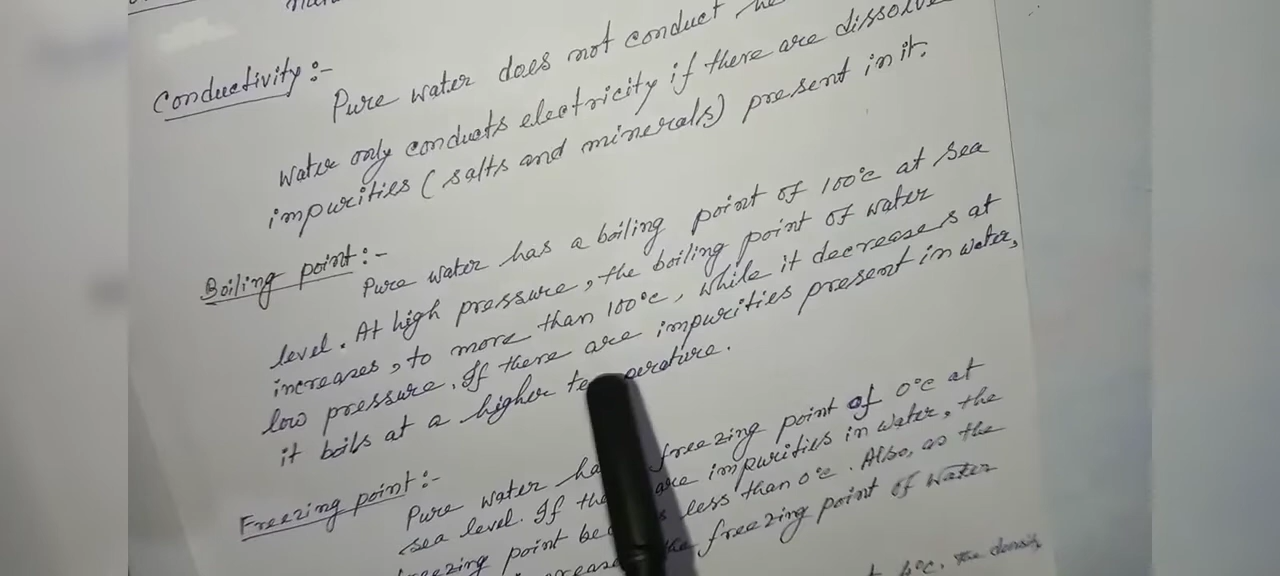 Conductivity :-
Pure water does not conduct
Water only conducts electricity if there are
impurities ( salts and minerals) present in it.
Boiling point :-
Pure water has a boiling point of 100°c at sea
level. At high pressure, the boiling point of water
increases, to more than 100°c, while it decreases at
low pressure. If there are impurities present in water,
it boils at a higher
Freezing point :-
Pure water freezing point of 0°c at
sea level. If are impurities in water, the
point less than 0°c. Also, as the
the freezing point of water
The density